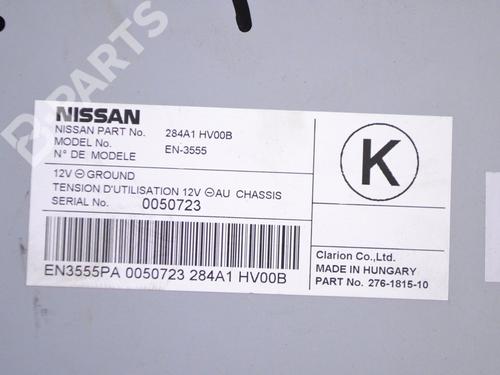 B-PARTS
NISSAN
NISSAN PART No. 284A1 HV00B
MODEL No. EN-3555
N° DE MODELE
12V ⊖ GROUND
TENSION D'UTILISATION 12V ⊖ AU CHASSIS
SERIAL No. 0050723
EN3555PA 0050723 284A1 HV00B
K
Clarion Co.,Ltd.
MADE IN HUNGARY
PART No. 276-1815-10